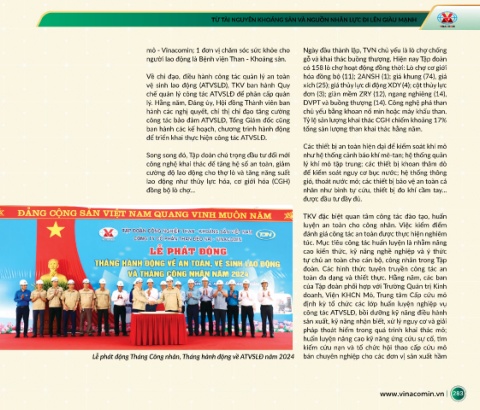 TỪ TÀI NGUYÊN KHOÁNG SẢN VÀ NGUỒN NHÂN LỰC ĐI LÊN GIÀU MẠNH
mỏ - Vinacomin; 1 đơn vị chăm sóc sức khỏe cho
người lao động là Bệnh viện Than - Khoáng sản.
Về chỉ đạo, điều hành công tác quản lý an toàn
vệ sinh lao động (ATVSLĐ), TKV ban hành Quy
chế quản lý công tác ATVSLĐ để phân cấp quản
lý. Hằng năm, Đảng ủy, Hội đồng Thành viên ban
hành các nghị quyết, chỉ thị chỉ đạo tăng cường
công tác bảo đảm ATVSLĐ, Tổng Giám đốc cũng
ban hành các kế hoạch, chương trình hành động
để triển khai thực hiện công tác ATVSLĐ.
Song song đó, Tập đoàn chú trọng đầu tư đổi mới
công nghệ khai thác để tăng hệ số an toàn, giảm
cường độ lao động cho thợ lò và tăng năng suất
lao động như thủy lực hóa, cơ giới hóa (CGH)
đồng bộ lò chợ...
ĐẢNG CỘNG SẢN VIỆT NAM QUANG VINH MUÔN NĂM
LỄ PHÁT ĐỘNG
THÁNG HÀNH ĐỘNG VỀ AN TOÀN, VỆ SINH LAO ĐỘNG
VÀ THÁNG CÔNG NHÂN NĂM 2024
Lễ phát động Tháng Công nhân, Tháng hành động về ATVSLĐ năm 2024
Ngày đầu thành lập, TVN chủ yếu là lò chợ chống
gỗ và khai thác buồng thượng. Hiện nay Tập đoàn
có 158 lò chợ hoạt động đồng thời: Lò chợ cơ giới
hóa đồng bộ (11); 2ANSH (1); giá khung (74), giá
xích (25); giá thủy lực di động XDY (4); cột thủy lực
đơn (3); giàn mềm ZRY (12), ngang nghiêng (14),
DVPT và buồng thượng (14). Công nghệ phá than
chủ yếu bằng khoan nổ mìn hoặc máy khấu than.
Tỷ lệ sản lượng khai thác CGH chiếm khoảng 17%
tổng sản lượng than khai thác hằng năm.
Các thiết bị an toàn hiện đại để kiểm soát khí mỏ
như hệ thống cảnh báo khí mê-tan; hệ thống quản
lý khí mỏ tập trung; các thiết bị khoan thăm dò
để kiểm soát nguy cơ bục nước; hệ thống thông
gió, thoát nước mỏ; các thiết bị bảo vệ an toàn cá
nhân như bình tự cứu, thiết bị đo khí cầm tay,...
được đầu tư đầy đủ.
TKV đặc biệt quan tâm công tác đào tạo, huấn
luyện an toàn cho công nhân. Việc kiểm điểm
đánh giá công tác an toàn được thực hiện nghiêm
túc. Mục tiêu công tác huấn luyện là nhằm nâng
cao kiến thức, kỹ năng nghề nghiệp và ý thức
tự chủ an toàn cho cán bộ, công nhân trong Tập
đoàn. Các hình thức tuyên truyền công tác an
toàn đa dạng và thiết thực. Hằng năm, các ban
của Tập đoàn phối hợp với Trường Quản trị Kinh
doanh, Viện KHCN Mỏ, Trung tâm Cấp cứu mỏ
định kỳ tổ chức các lớp huấn luyện nghiệp vụ
công tác ATVSLĐ, bồi dưỡng kỹ năng điều hành
sản xuất, kỹ năng nhận biết, xử lý nguy cơ và giải
pháp thoát hiểm trong quá trình khai thác mỏ;
huấn luyện nâng cao kỹ năng ứng cứu sự cố, tìm
kiếm cứu nạn và tổ chức hội thao cấp cứu mỏ
bán chuyên nghiệp cho các đơn vị sản xuất hầm
www.vinacomin.vn | 283